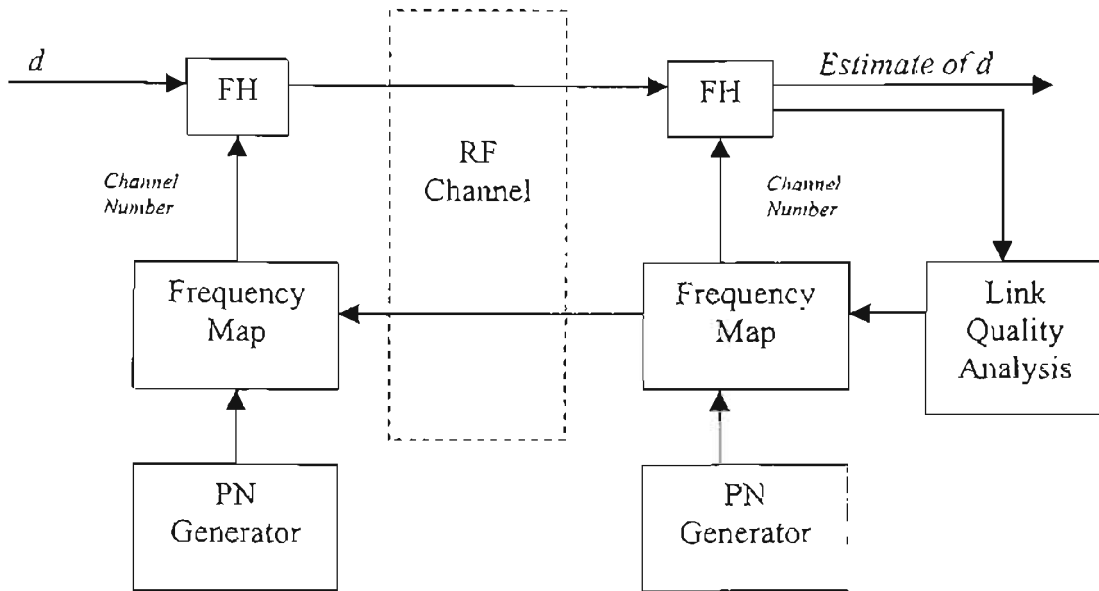 d
FH
FH
Estimate of d
RF
Channel
Channel
Number
Channel
Number
Frequency
Map
Frequency
Map
Link
Quality
Analysis
PN
Generator
PN
Generator